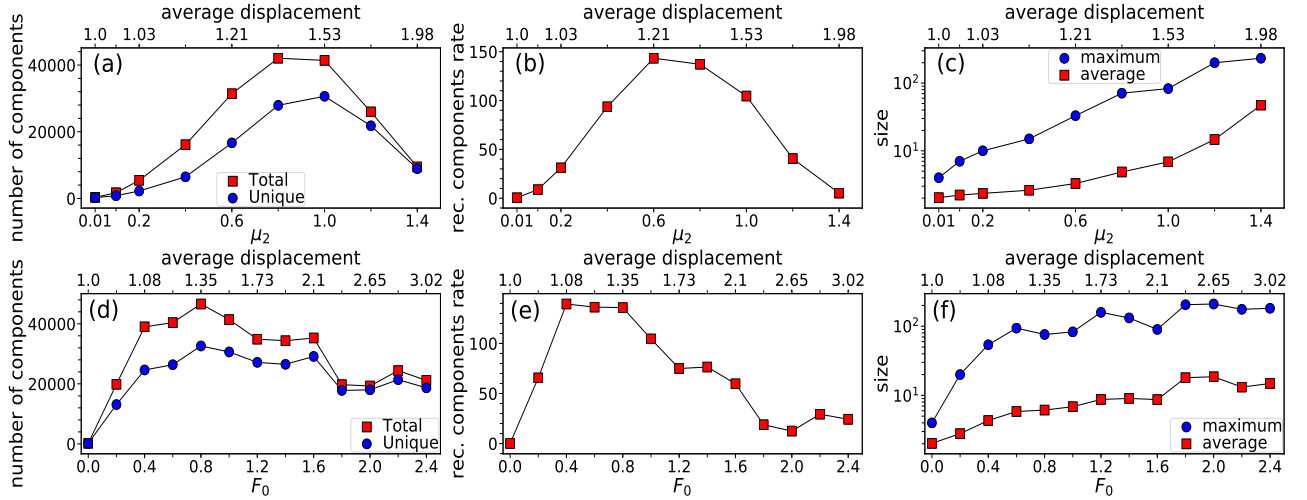 average displacement
1.0 1.03 1.21 1.53 1.98
number of components
(a)
40000
20000
0
Total
Unique
0.01 0.2 0.6 1.0 1.4
μ2
average displacement
1.0 1.03 1.21 1.53 1.98
rec. components rate
(b)
150
125
100
75
50
25
0
0.01 0.2 0.6 1.0 1.4
μ2
average displacement
1.0 1.03 1.21 1.53 1.98
size
(c)
maximum
average
10^2
10^1
0.01 0.2 0.6 1.0 1.4
μ2
average displacement
1.0 1.08 1.35 1.73 2.1 2.65 3.02
number of components
(d)
40000
20000
0
Total
Unique
0.0 0.4 0.8 1.2 1.6 2.0 2.4
F0
average displacement
1.0 1.08 1.35 1.73 2.1 2.65 3.02
rec. components rate
(e)
100
50
0
0.0 0.4 0.8 1.2 1.6 2.0 2.4
F0
average displacement
1.0 1.08 1.35 1.73 2.1 2.65 3.02
size
(f)
10^2
10^1
maximum
average
0.0 0.4 0.8 1.2 1.6 2.0 2.4
F0